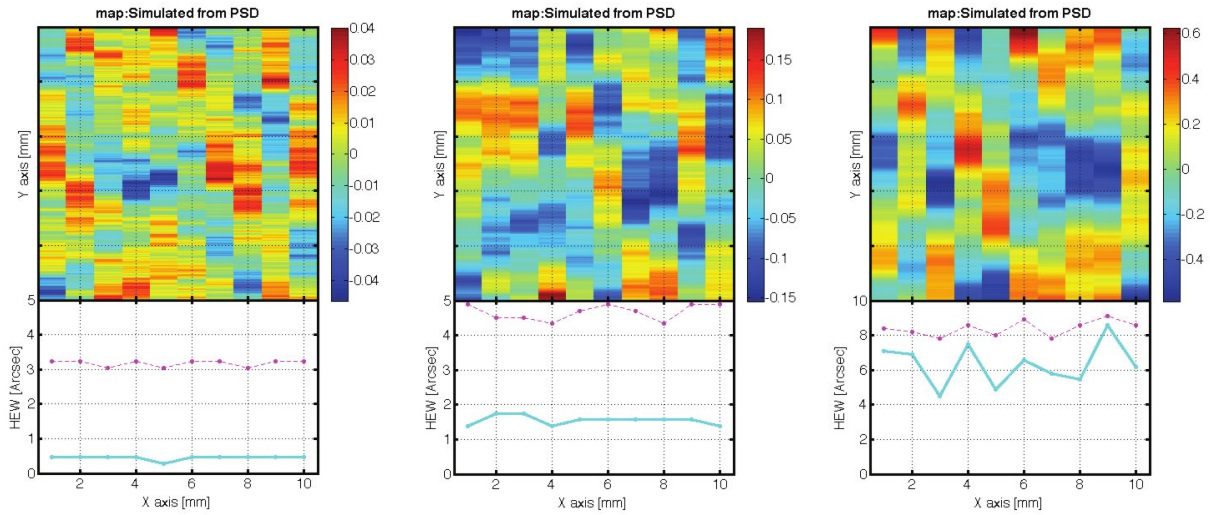 map:Simulated from PSD
0.04
0.03
0.02
0.01
0
-0.01
-0.02
-0.03
-0.04
Y axis [mm]
5
4
3
2
1
0
HEW [Arcsec]
2 4 6 8 10
X axis [mm]
map:Simulated from PSD
0.15
0.1
0.05
0
-0.05
-0.1
-0.15
Y axis [mm]
5
4
3
2
1
0
HEW [Arcsec]
2 4 6 8 10
X axis [mm]
map:Simulated from PSD
0.6
0.4
0.2
0
-0.2
-0.4
Y axis [mm]
10
8
6
4
2
0
HEW [Arcsec]
2 4 6 8 10
X axis [mm]